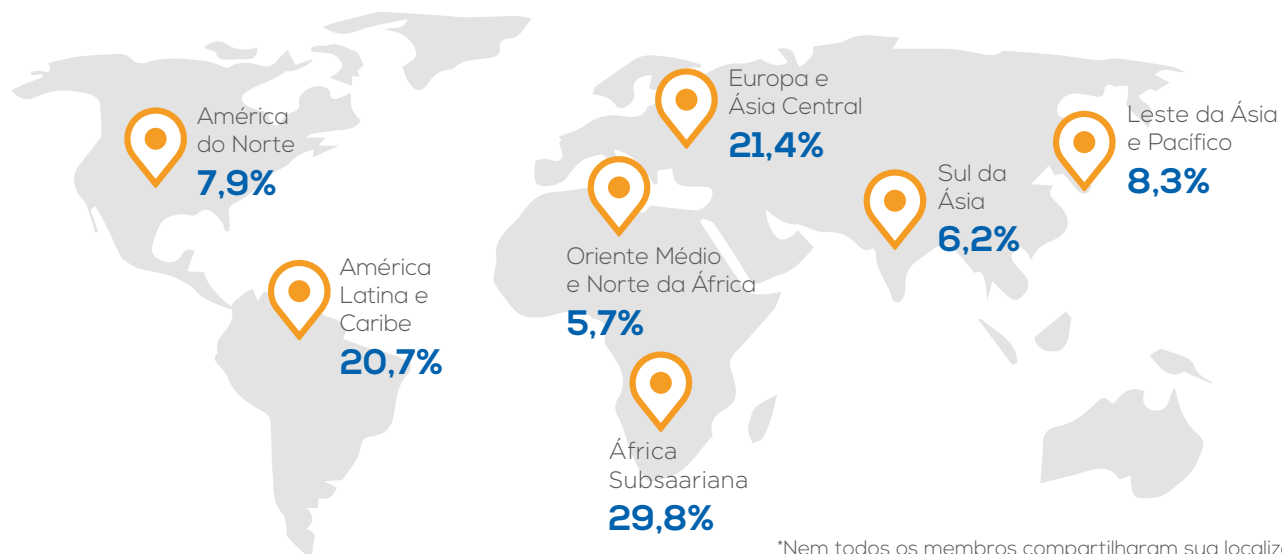 América
do Norte
7,9%
América
Latina e
Caribe
20,7%
Europa e
Ásia Central
21,4%
Oriente Médio
e Norte da África
5,7%
África
Subsaariana
29,8%
Sul da
Ásia
6,2%
Leste da Ásia
e Pacífico
8,3%
*Nem todos os membros compartilharam sua